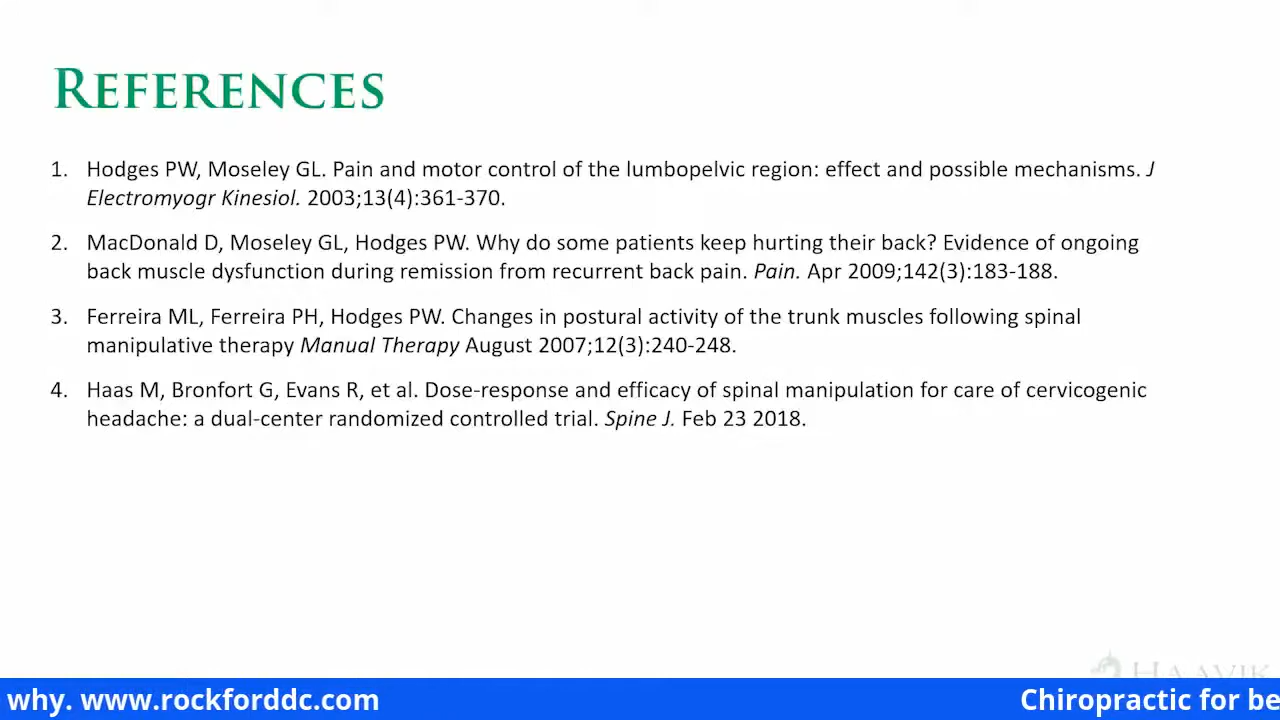 REFERENCES
1. Hodges PW, Moseley GL. Pain and motor control of the lumbopelvic region: effect and possible mechanisms. J
Electromyogr Kinesiol. 2003;13(4):361-370.
2. MacDonald D, Moseley GL, Hodges PW. Why do some patients keep hurting their back? Evidence of ongoing
back muscle dysfunction during remission from recurrent back pain. Pain. Apr 2009;142(3):183-188.
3. Ferreira ML, Ferreira PH, Hodges PW. Changes in postural activity of the trunk muscles following spinal
manipulative therapy Manual Therapy August 2007;12(3):240-248.
4. Haas M, Bronfort G, Evans R, et al. Dose-response and efficacy of spinal manipulation for care of cervicogenic
headache: a dual-center randomized controlled trial. Spine J. Feb 23 2018.
HAAVIK
why. www.rockforddc.com
Chiropractic for be